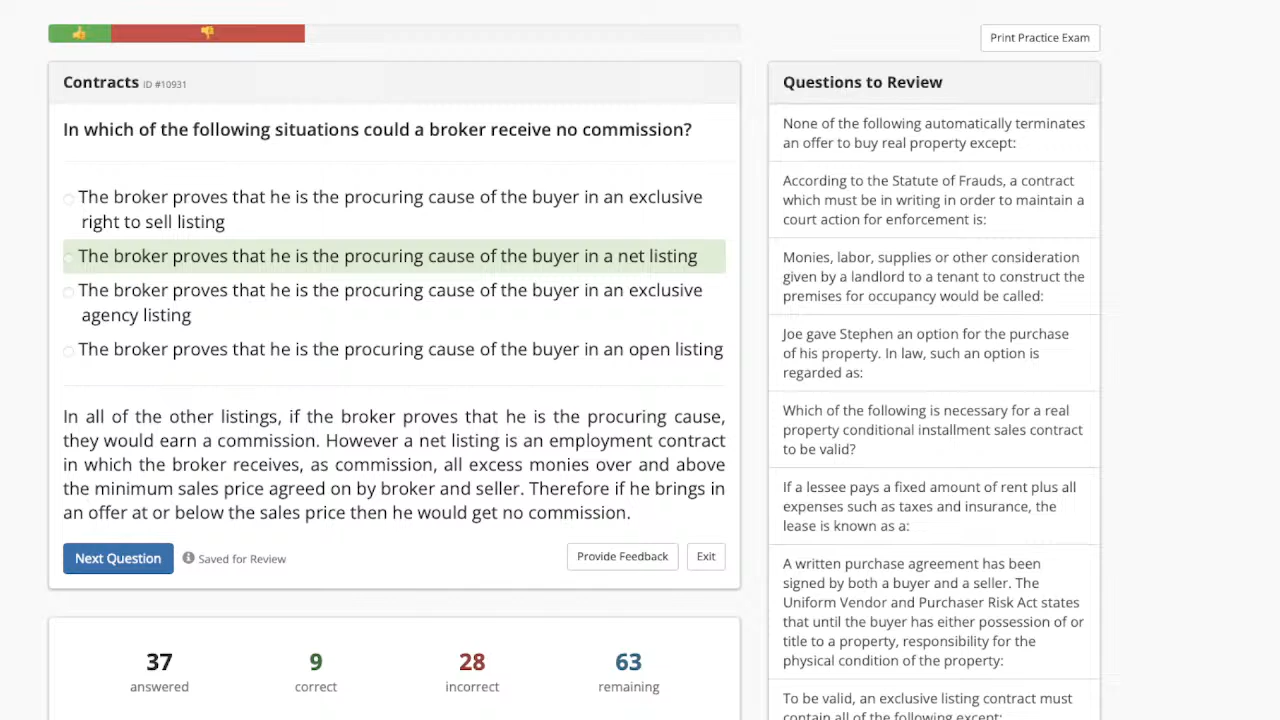 Print Practice Exam
Contracts ID #10931
In which of the following situations could a broker receive no commission?
The broker proves that he is the procuring cause of the buyer in an exclusive
right to sell listing
The broker proves that he is the procuring cause of the buyer in a net listing
The broker proves that he is the procuring cause of the buyer in an exclusive
agency listing
The broker proves that he is the procuring cause of the buyer in an open listing
In all of the other listings, if the broker proves that he is the procuring cause,
they would earn a commission. However a net listing is an employment contract
in which the broker receives, as commission, all excess monies over and above
the minimum sales price agreed on by broker and seller. Therefore if he brings in
an offer at or below the sales price then he would get no commission.
Next Question
Saved for Review
Provide Feedback
Exit
37
answered
9
correct
28
incorrect
63
remaining
Questions to Review
None of the following automatically terminates
an offer to buy real property except:
According to the Statute of Frauds, a contract
which must be in writing in order to maintain a
court action for enforcement is:
Monies, labor, supplies or other consideration
given by a landlord to a tenant to construct the
premises for occupancy would be called:
Joe gave Stephen an option for the purchase
of his property. In law, such an option is
regarded as:
Which of the following is necessary for a real
property conditional installment sales contract
to be valid?
If a lessee pays a fixed amount of rent plus all
expenses such as taxes and insurance, the
lease is known as a:
A written purchase agreement has been
signed by both a buyer and a seller. The
Uniform Vendor and Purchaser Risk Act states
that until the buyer has either possession of or
title to a property, responsibility for the
physical condition of the property:
To be valid, an exclusive listing contract must
contain all of the following except: